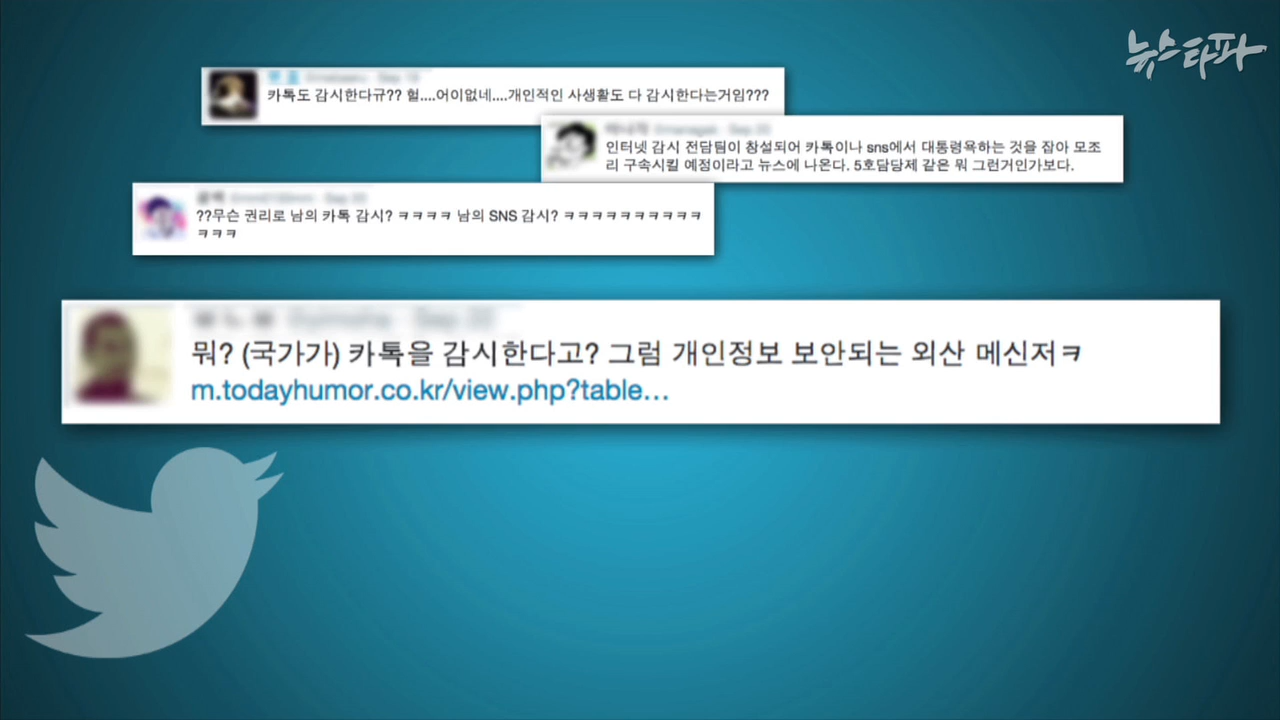 뉴스타파
카톡도 감시한다규?? 헐....어이없네....개인적인 사생활도 다 감시한다는거임???
인터넷 감시 전담팀이 창설되어 카톡이나 sns에서 대통령욕하는 것을 잡아 모조
리 구속시킬 예정이라고 뉴스에 나온다. 5호담당제 같은 뭐 그런거인가보다.
??무슨 권리로 남의 카톡 감시? ㅋㅋㅋㅋ 남의 SNS 감시? ㅋㅋㅋㅋㅋㅋㅋㅋㅋㅋ
ㅋㅋㅋ
뭐? (국가가) 카톡을 감시한다고? 그럼 개인정보 보안되는 외산 메신저ㅋ
m.todayhumor.co.kr/view.php?table...